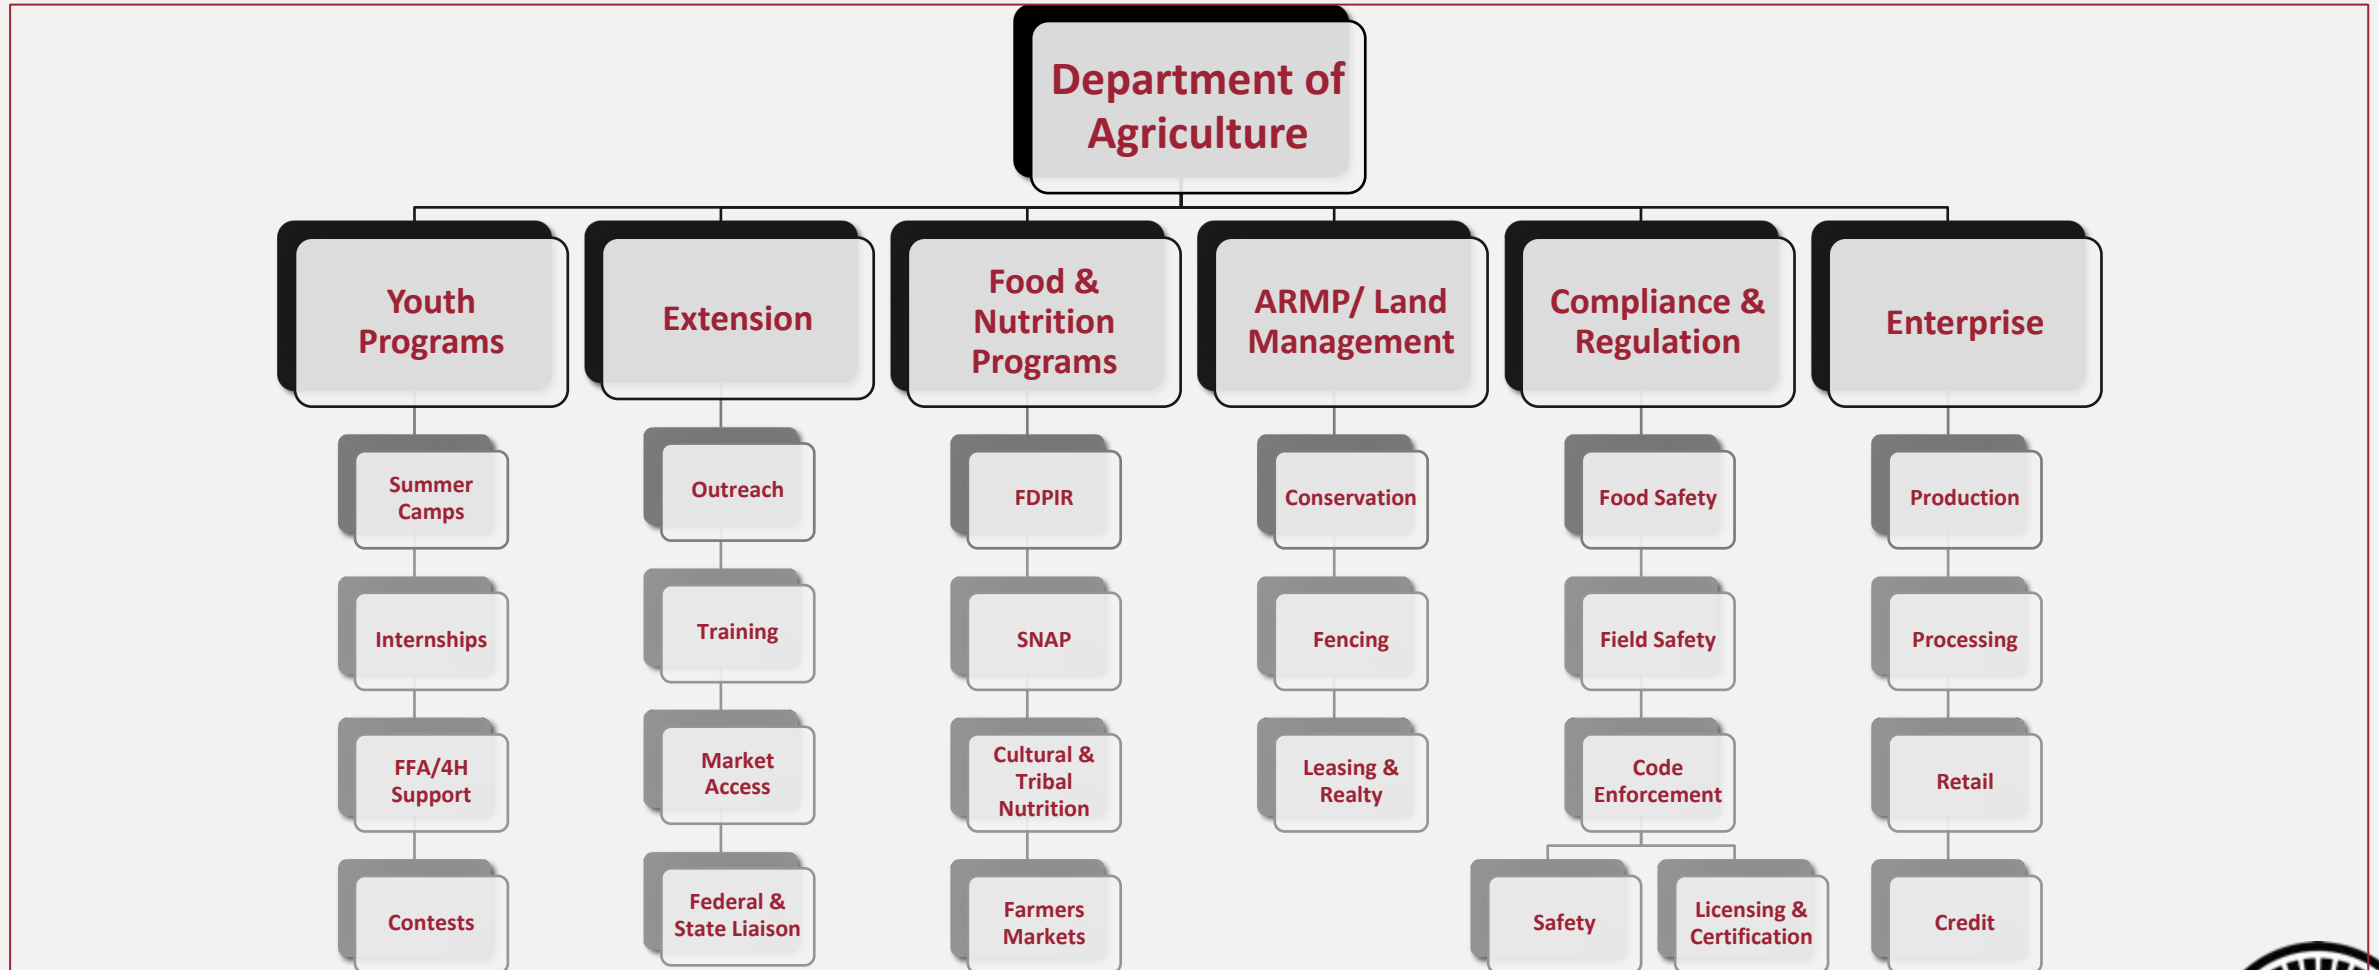 Department of
Agriculture
Youth
Programs
Extension
Food &
Nutrition
Programs
ARMP/ Land
Management
Compliance &
Regulation
Enterprise
Summer
Camps
Outreach
FDPIR
Conservation
Food Safety
Production
Internships
Training
SNAP
Fencing
Field Safety
Processing
FFA/4H
Support
Market
Access
Cultural &
Tribal
Nutrition
Leasing &
Realty
Code
Enforcement
Retail
Contests
Federal &
State Liaison
Farmers
Markets
Safety
Licensing &
Certification
Credit